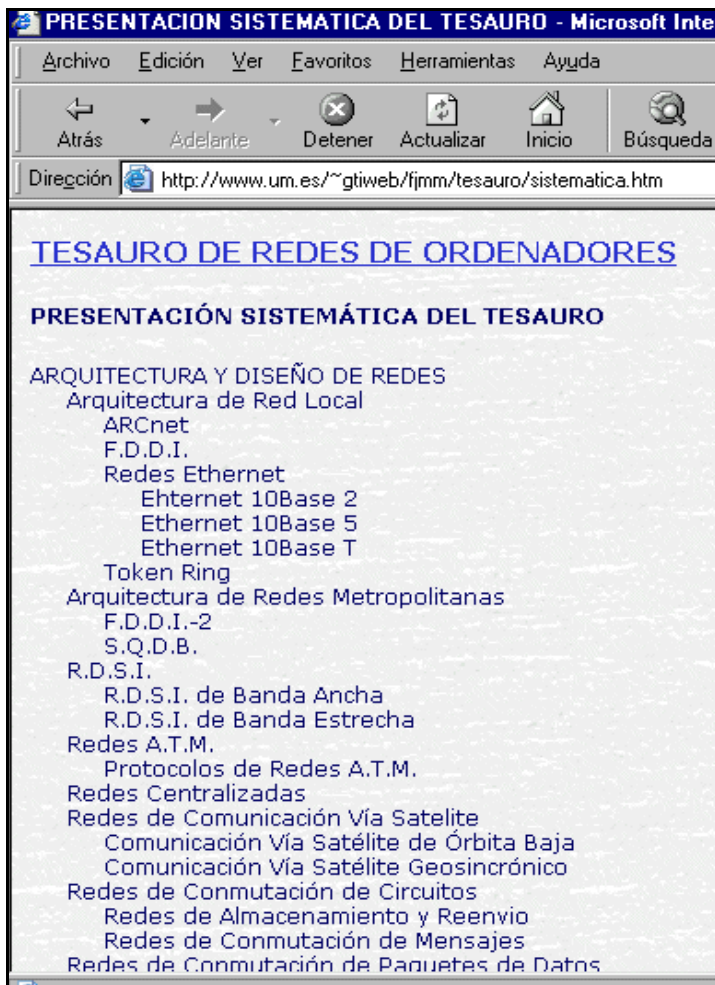 PRESENTACION SISTEMATICA DEL TESAURO - Microsoft Inte
Archivo Edición Ver Favoritos Herramientas Ayuda
Atrás Adelante Detener Actualizar Inicio Búsqueda
Dirección http://www.um.es/~gtiweb/fjmm/tesauro/sistematica.htm
TESAURO DE REDES DE ORDENADORES
PRESENTACIÓN SISTEMÁTICA DEL TESAURO
ARQUITECTURA Y DISEÑO DE REDES
Arquitectura de Red Local
ARCnet
F.D.D.I.
Redes Ethernet
Ehternet 10Base 2
Ethernet 10Base 5
Ethernet 10Base T
Token Ring
Arquitectura de Redes Metropolitanas
F.D.D.I.-2
S.Q.D.B.
R.D.S.I.
R.D.S.I. de Banda Ancha
R.D.S.I. de Banda Estrecha
Redes A.T.M.
Protocolos de Redes A.T.M.
Redes Centralizadas
Redes de Comunicación Vía Satelite
Comunicación Vía Satélite de Órbita Baja
Comunicación Vía Satélite Geosincrónico
Redes de Conmutación de Circuitos
Redes de Almacenamiento y Reenvio
Redes de Conmutación de Mensajes
Redes de Conmutación de Paquetes de Datos